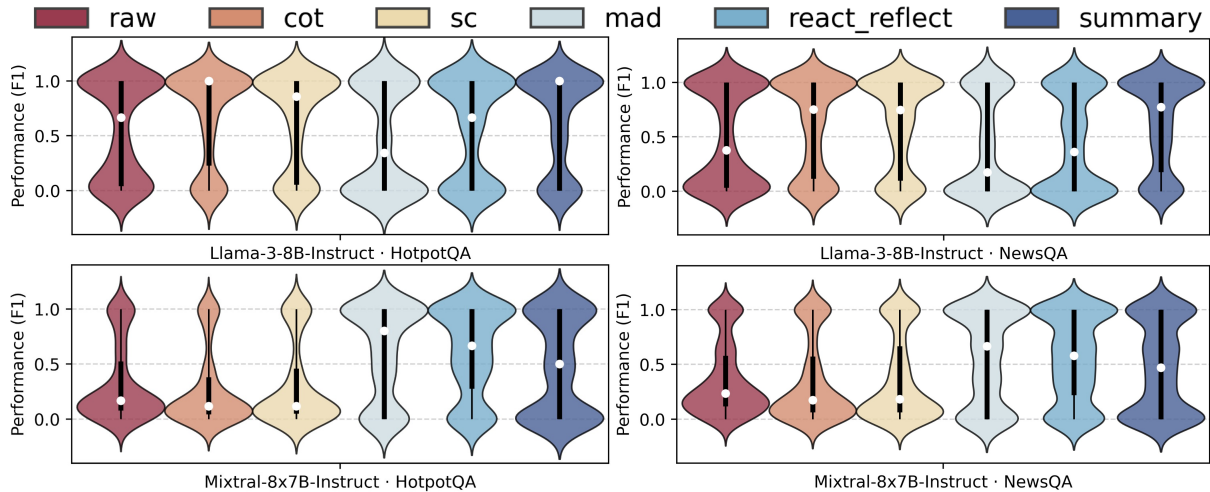 raw cot sc mad react_reflect summary
Performance (F1)
1.0
0.5
0.0
Llama-3-8B-Instruct · HotpotQA
Performance (F1)
1.0
0.5
0.0
Llama-3-8B-Instruct · NewsQA
Performance (F1)
1.0
0.5
0.0
Mixtral-8x7B-Instruct · HotpotQA
Performance (F1)
1.0
0.5
0.0
Mixtral-8x7B-Instruct · NewsQA